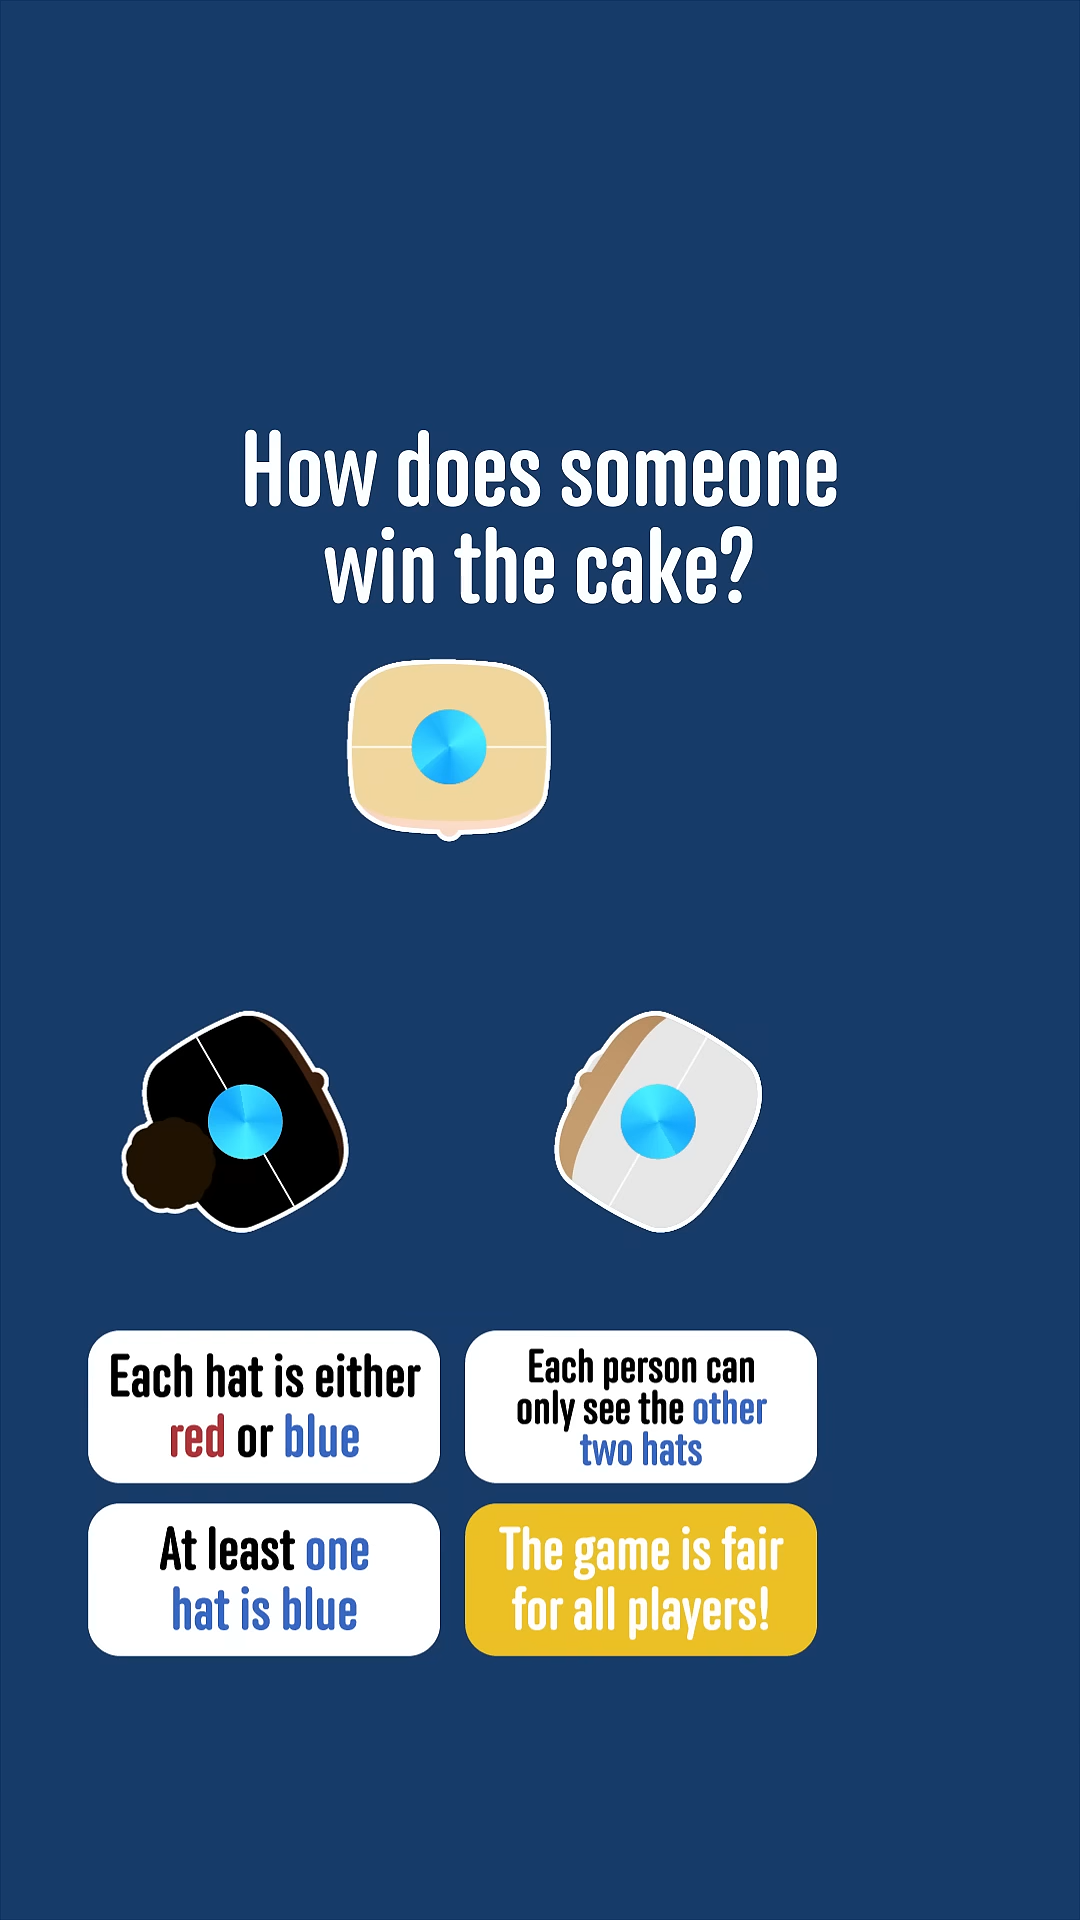 How does someone
win the cake?
Each hat is either
red or blue
Each person can
only see the other
two hats
At least one
hat is blue
The game is fair
for all players!